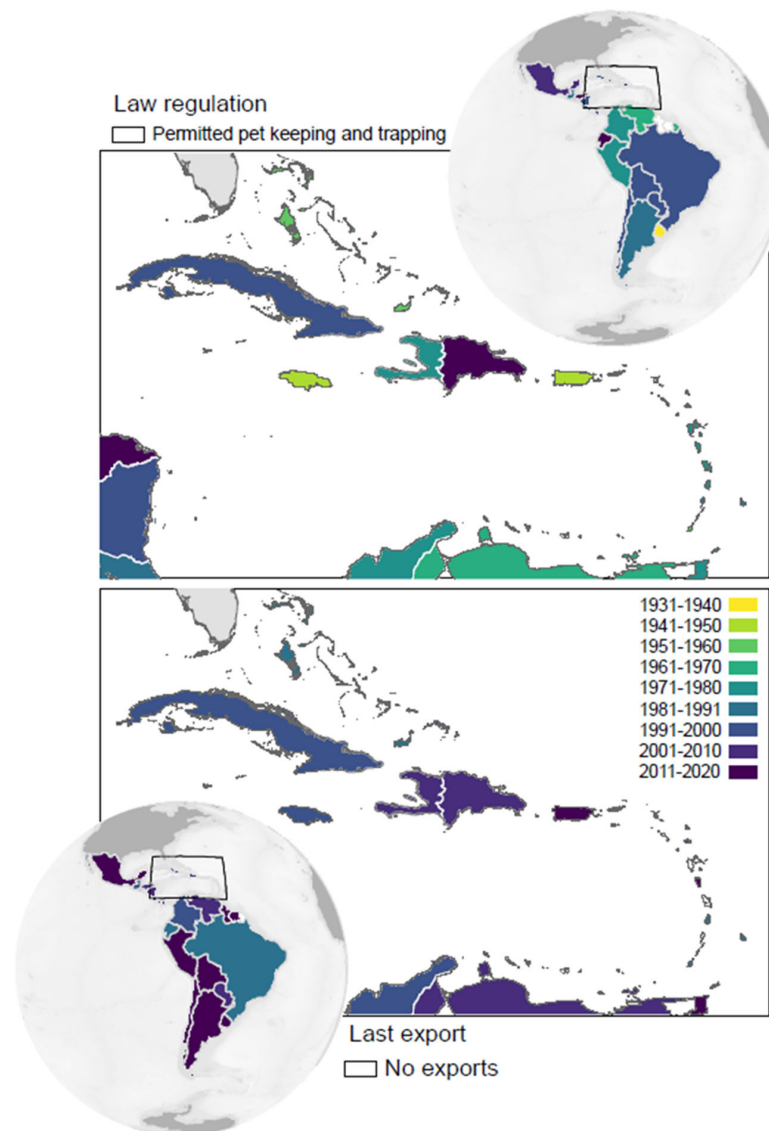 Law regulation
Permitted pet keeping and trapping
1931-1940
1941-1950
1951-1960
1961-1970
1971-1980
1981-1991
1991-2000
2001-2010
2011-2020
Last export
No exports